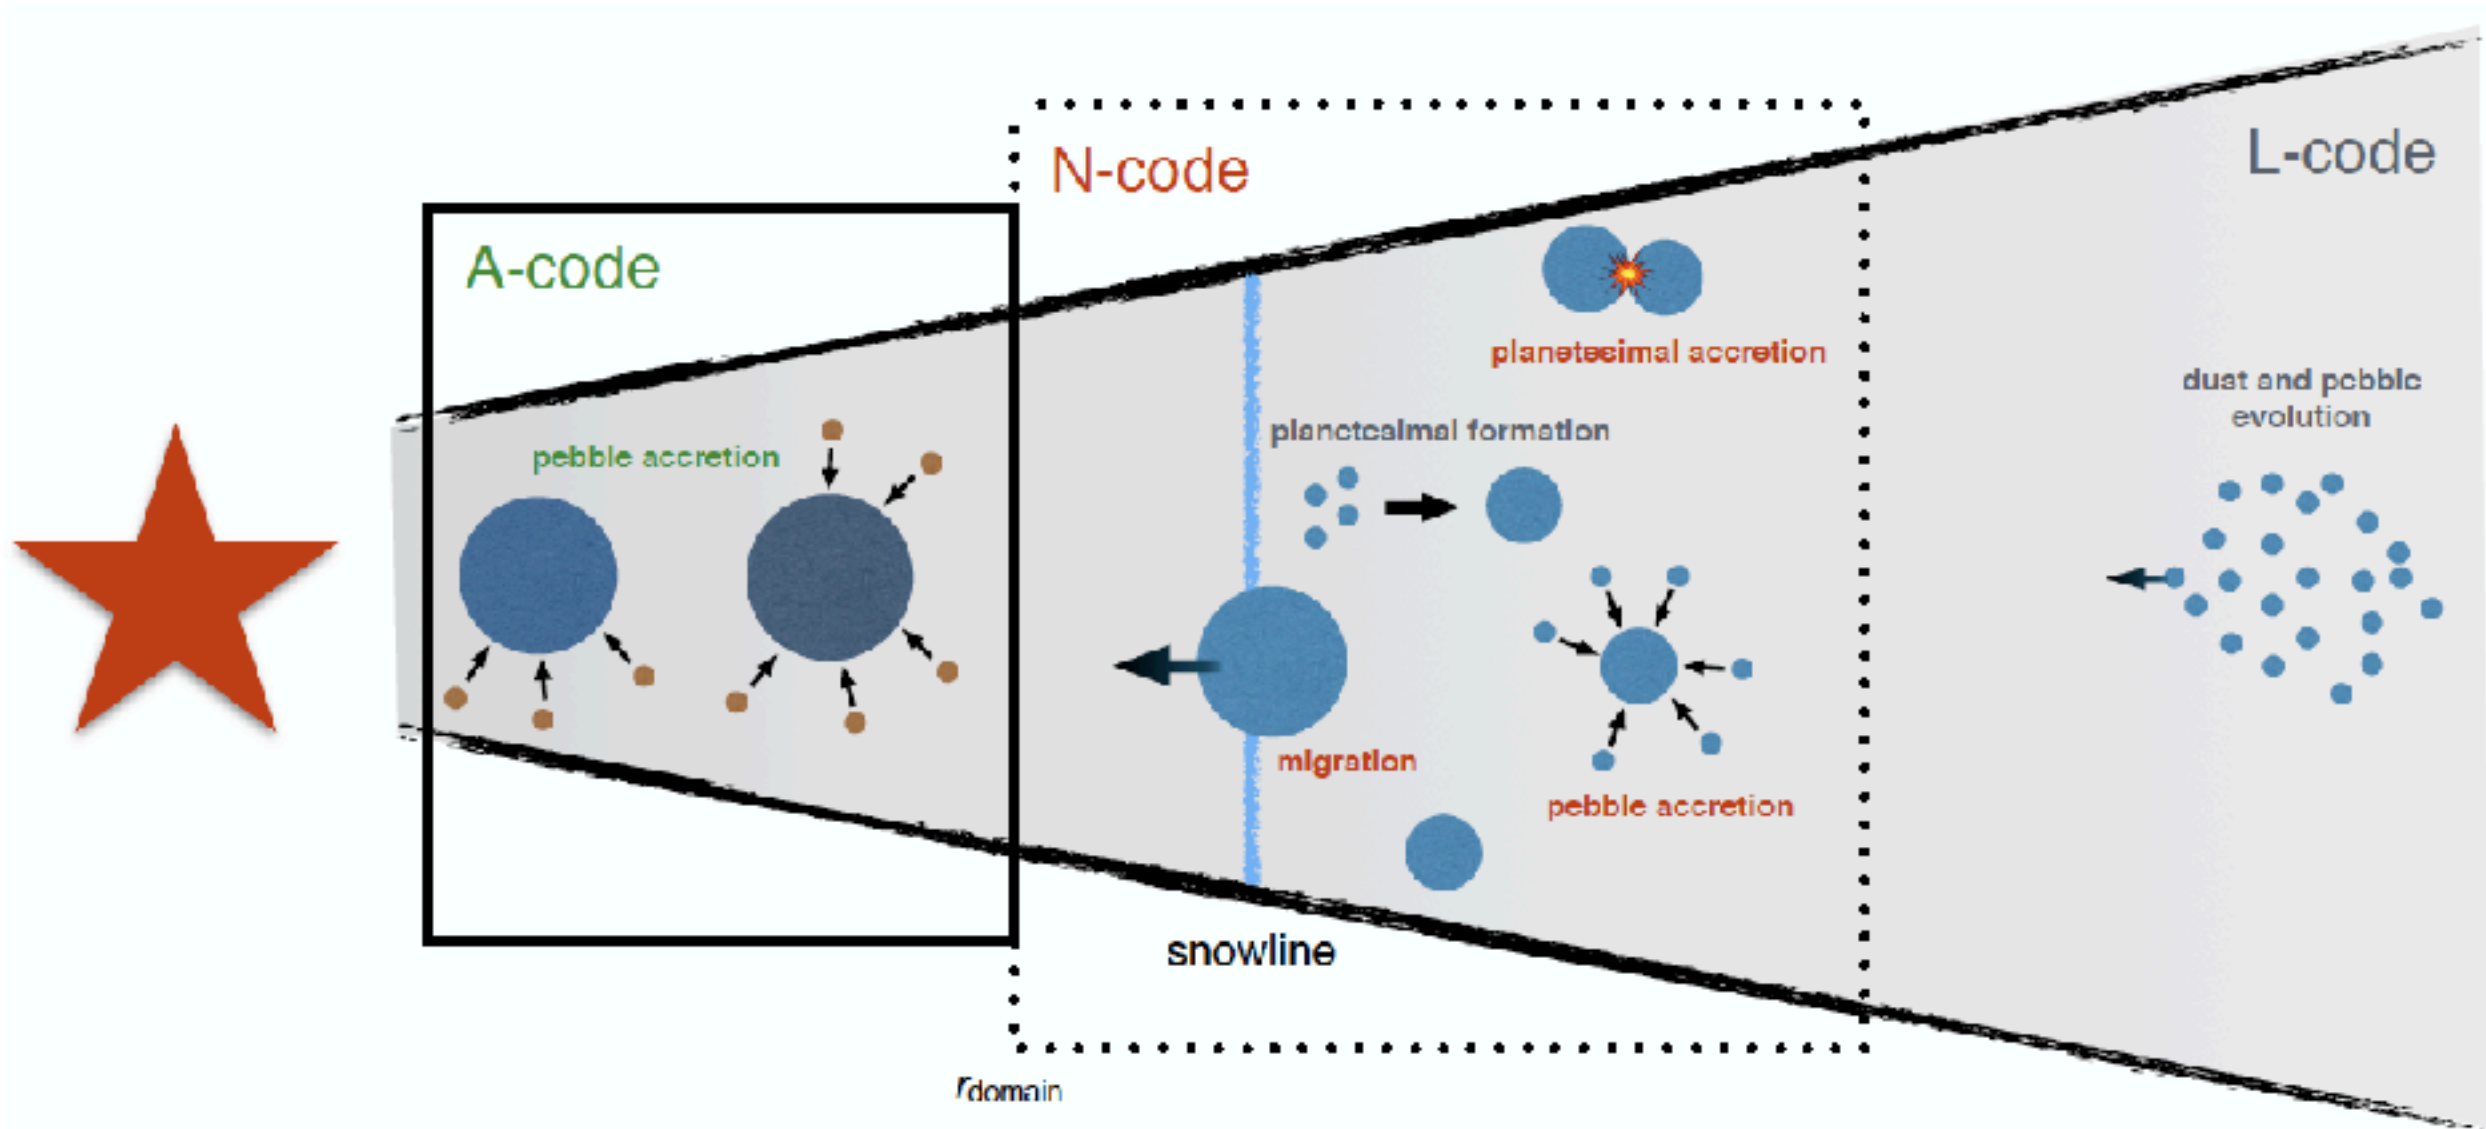 N-code
L-code
A-code
planetesimal accretion
dust and pebble
evolution
planetesimal formation
pebble accretion
migration
pebble accretion
snowline
rdomain